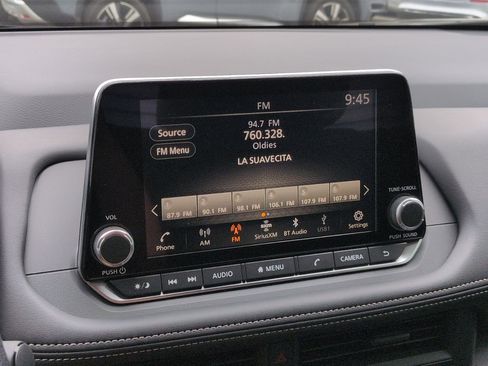 FM 9:45
94.7 FM
Source
760.328.
Oldies
FM Menu
LA SUAVECITA
87.9 FM 90.1 FM 98.1 FM 106.1 FM 107.9 FM 107.9 FM
Phone AM FM SiriusXM BT Audio USB1 Settings
VOL
PUSH
TUNE·SCROLL
PUSH SOUND
AUDIO MENU CAMERA